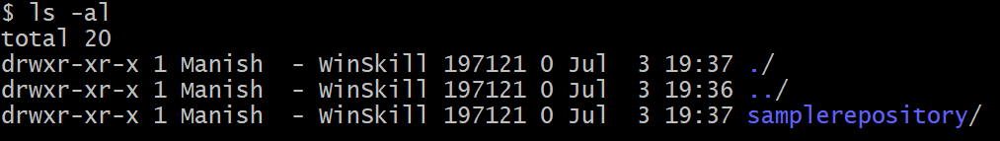 $ ls -al
total 20
drwxr-xr-x 1 Manish  - WinSkill 197121 0 Jul  3 19:37 ./
drwxr-xr-x 1 Manish  - WinSkill 197121 0 Jul  3 19:36 ../
drwxr-xr-x 1 Manish  - WinSkill 197121 0 Jul  3 19:37 samplerepository/